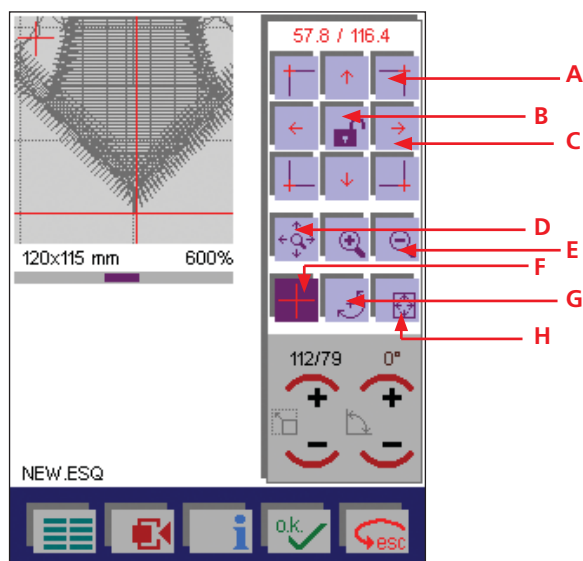 57.8 / 116.4
A
B
C
D
E
F
G
H
120x115 mm 600%
112/79 0°
+ +
− −
NEW.ESQ
i o.k. esc